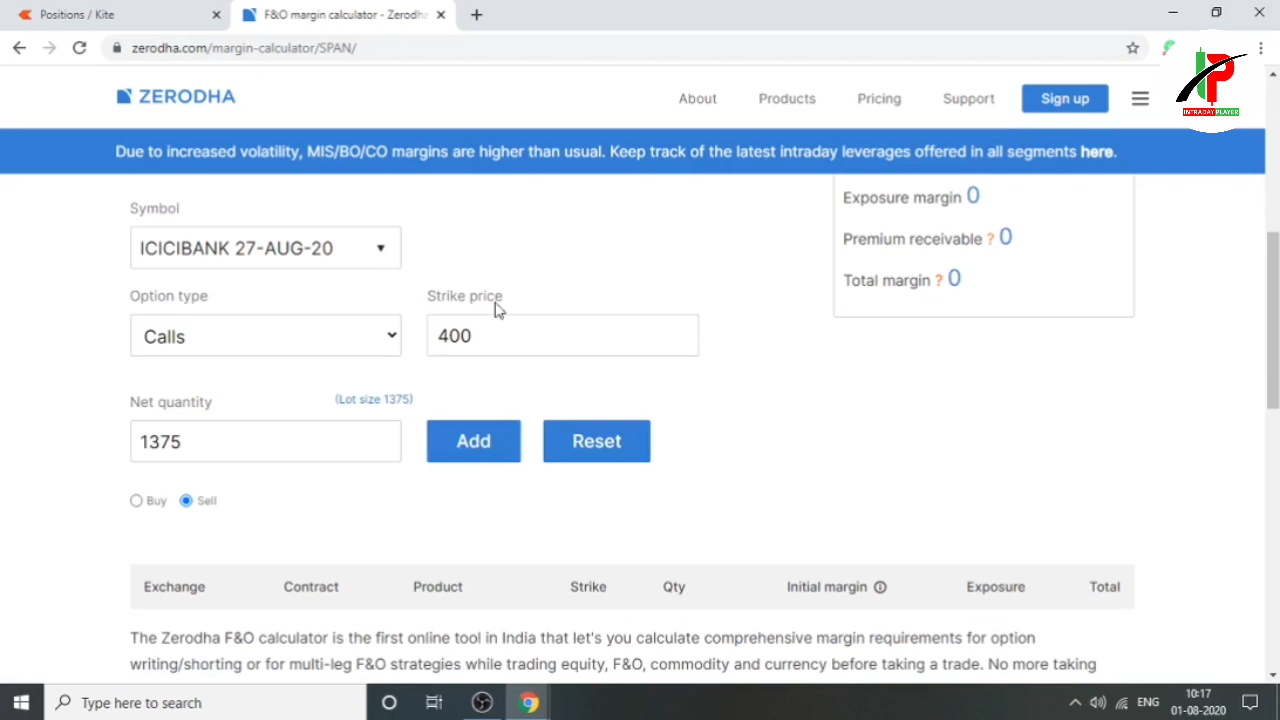 Positions / Kite
F&O margin calculator - Zerodha
zerodha.com/margin-calculator/SPAN/
ZERODHA
About
Products
Pricing
Support
Sign up
IP
INTRADAY PLAYER
Due to increased volatility, MIS/BO/CO margins are higher than usual. Keep track of the latest intraday leverages offered in all segments here.
Exposure margin 0
Premium receivable ? 0
Total margin ? 0
Symbol
ICICIBANK 27-AUG-20
Option type
Strike price
Calls
400
Net quantity
(Lot size 1375)
1375
Add
Reset
Buy
Sell
Exchange
Contract
Product
Strike
Qty
Initial margin
Exposure
Total
The Zerodha F&O calculator is the first online tool in India that let's you calculate comprehensive margin requirements for option
writing/shorting or for multi-leg F&O strategies while trading equity, F&O, commodity and currency before taking a trade. No more taking
Type here to search
ENG
10:17
01-08-2020